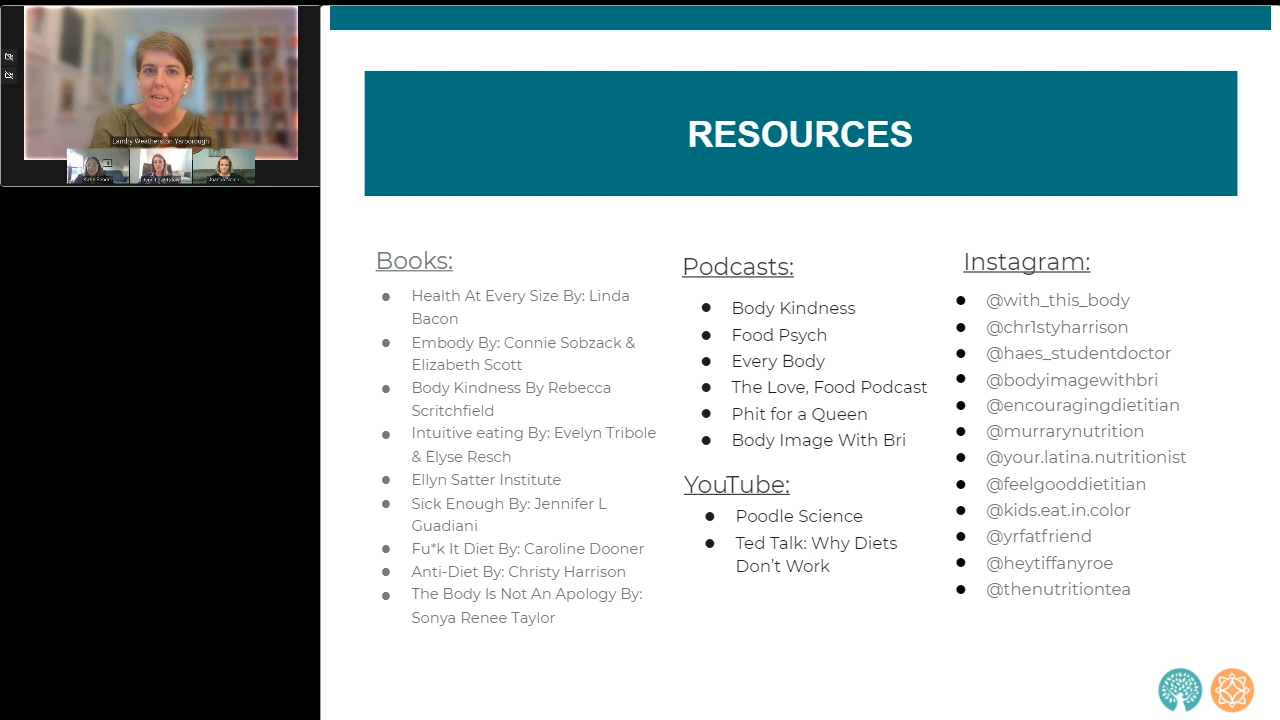 Landry Weatherston Yarborough
RESOURCES
Books:
Health At Every Size By: Linda
Bacon
Embody By: Connie Sobzack &
Elizabeth Scott
Body Kindness By Rebecca
Scritchfield
Intuitive eating By: Evelyn Tribole
& Elyse Resch
Ellyn Satter Institute
Sick Enough By: Jennifer L
Guadiani
Fu*k It Diet By: Caroline Dooner
Anti-Diet By: Christy Harrison
The Body Is Not An Apology By:
Sonya Renee Taylor
Podcasts:
Body Kindness
Food Psych
Every Body
The Love, Food Podcast
Phit for a Queen
Body Image With Bri
YouTube:
Poodle Science
Ted Talk: Why Diets
Don't Work
Instagram:
@with_this_body
@chr1styharrison
@haes_studentdoctor
@bodyimagewithbri
@encouragingdietitian
@murrarynutrition
@your.latina.nutritionist
@feelgooddietitian
@kids.eat.in.color
@yrfatfriend
@heytiffanyroe
@thenutritiontea